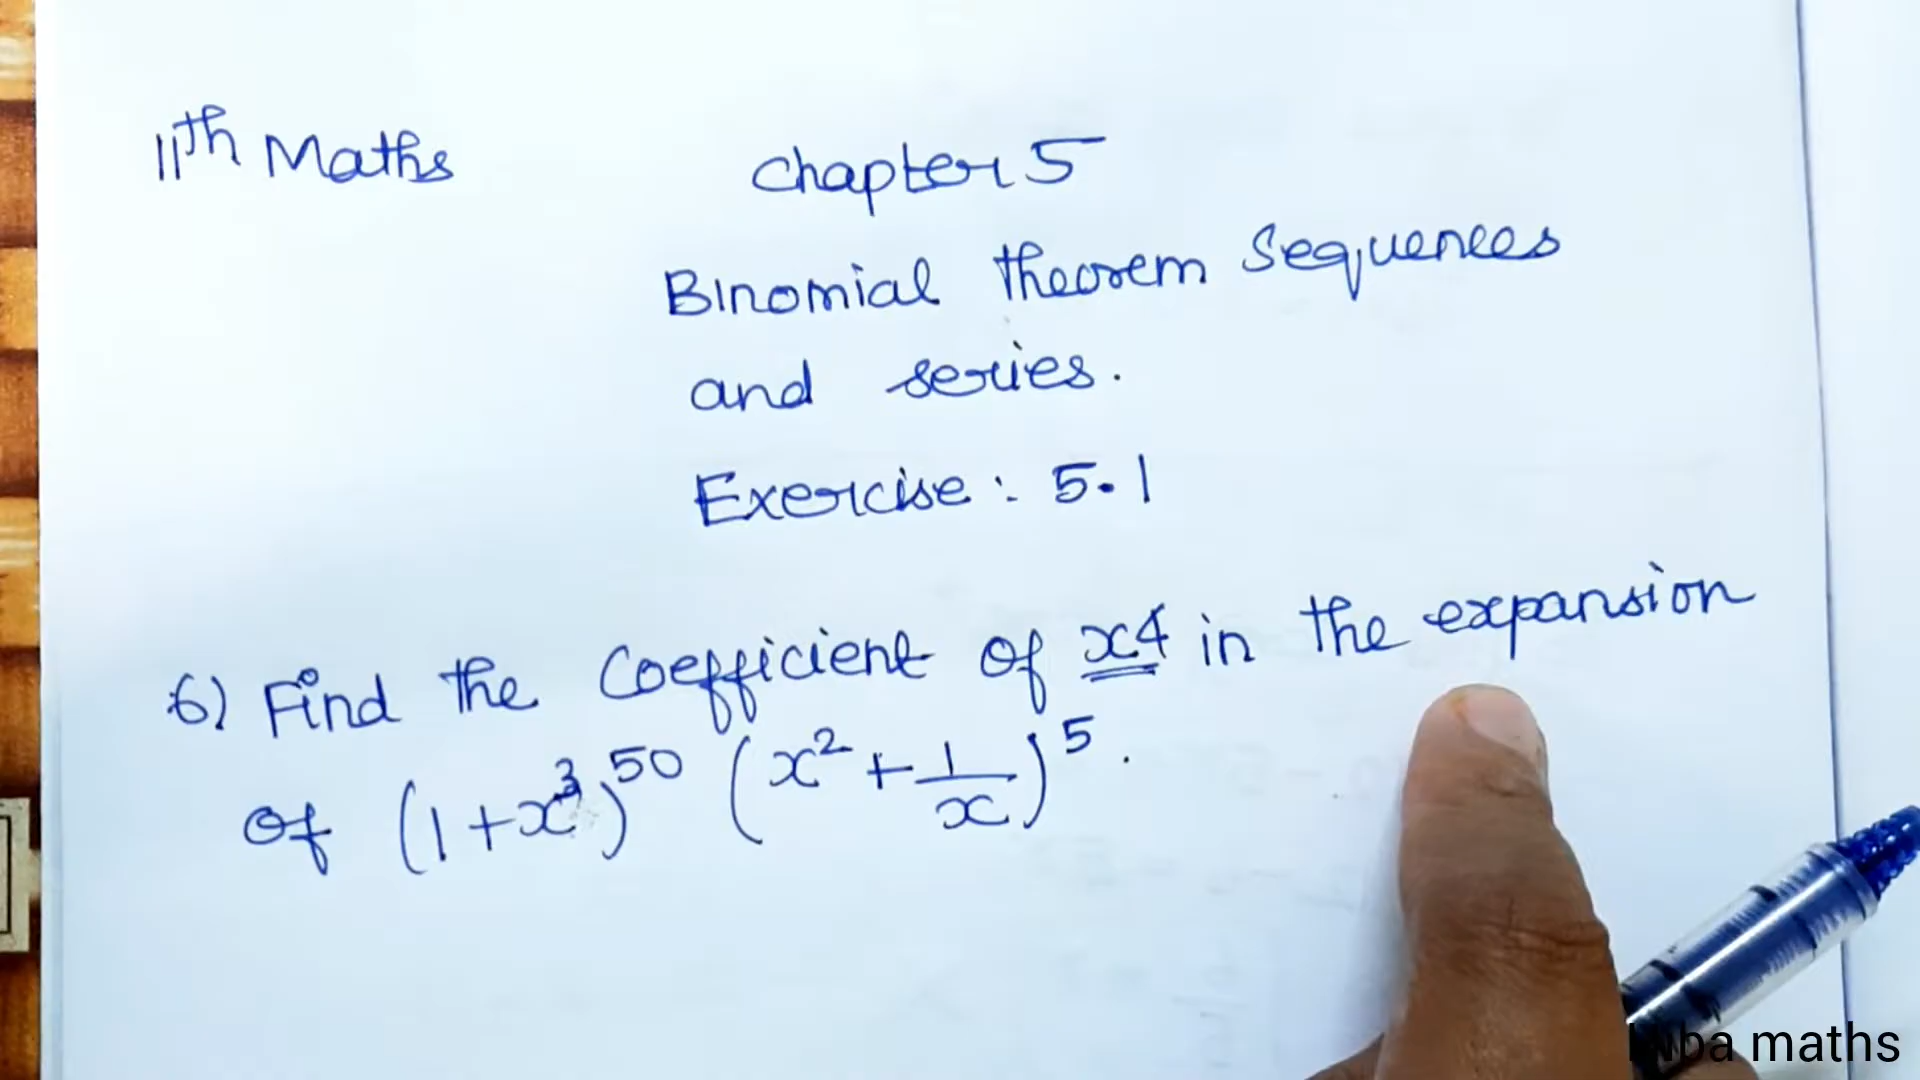 11th Maths
Chapter 5
Binomial theorem Sequences
and series.
Exercise : 5.1
6) Find the Coefficient of x4 in the expansion
of (1+x³)⁵⁰ (x² + 1/x)⁵.
maths